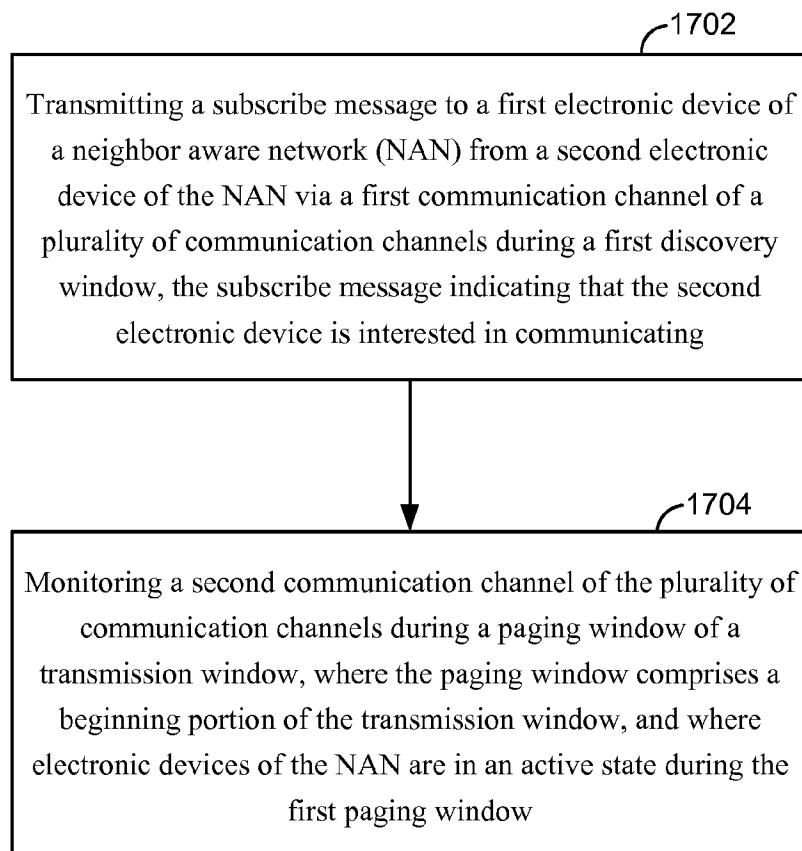 1702
Transmitting a subscribe message to a first electronic device of
a neighbor aware network (NAN) from a second electronic
device of the NAN via a first communication channel of a
plurality of communication channels during a first discovery
window, the subscribe message indicating that the second
electronic device is interested in communicating
1704
Monitoring a second communication channel of the plurality of
communication channels during a paging window of a
transmission window, where the paging window comprises a
beginning portion of the transmission window, and where
electronic devices of the NAN are in an active state during the
first paging window